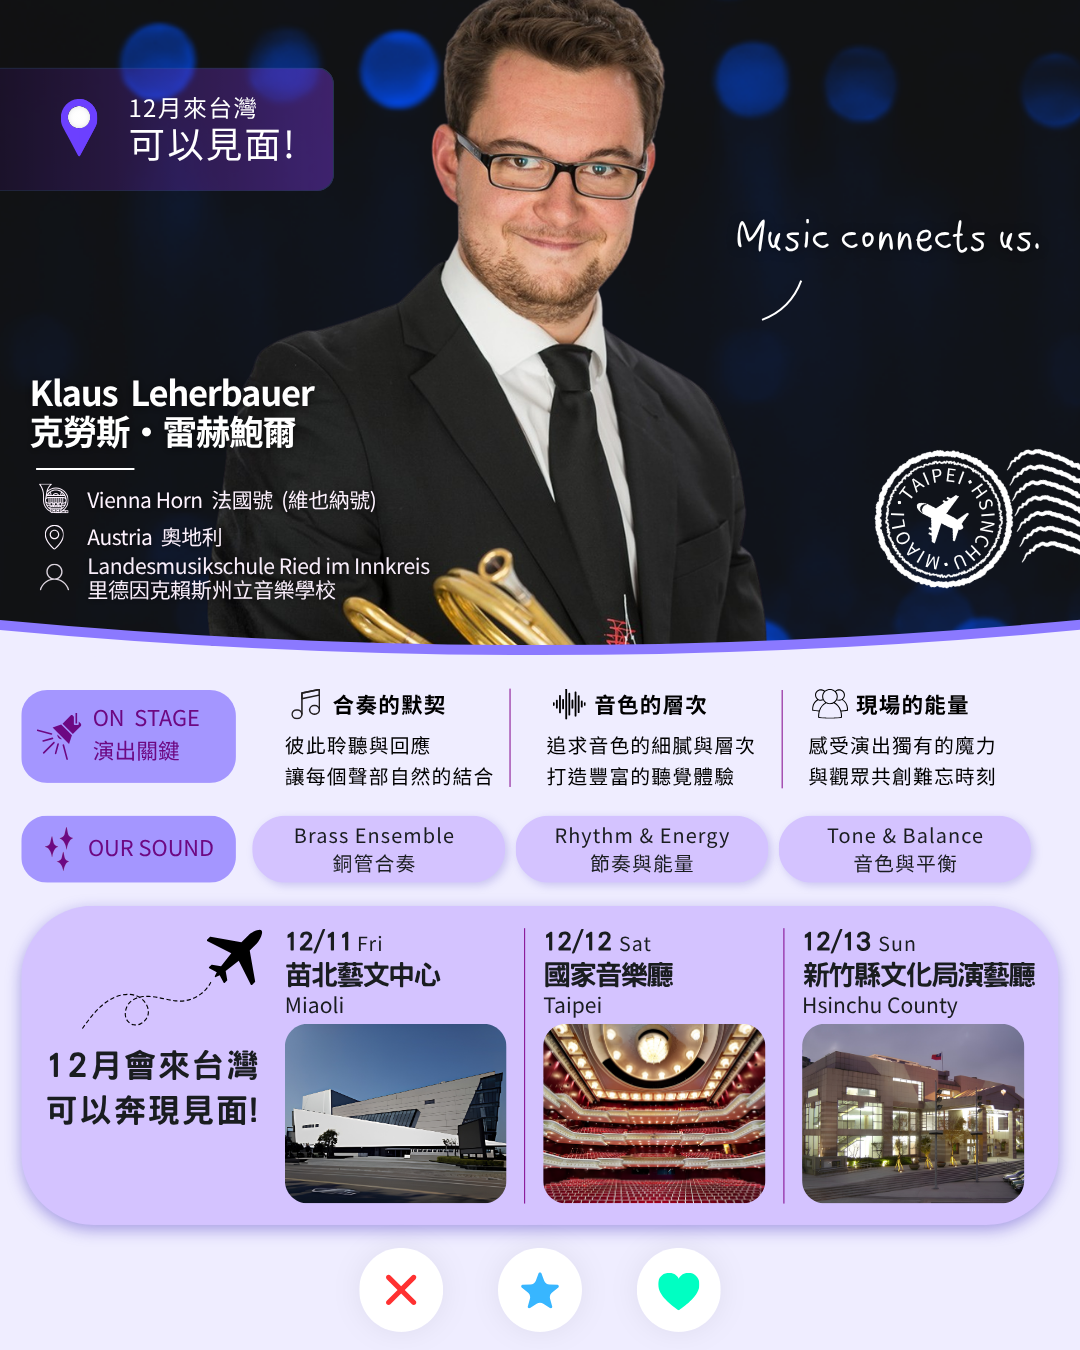 12月來台灣
可以見面!
Music connects us.
Klaus Leherbauer
克勞斯・雷赫鮑爾
Vienna Horn 法國號 (維也納號)
Austria 奧地利
Landesmusikschule Ried im Innkreis
里德因克賴斯州立音樂學校
TAIPEI・HSINCHU・MIAOLI・
ON STAGE
演出關鍵
合奏的默契
彼此聆聽與回應
讓每個聲部自然的結合
音色的層次
追求音色的細膩與層次
打造豐富的聽覺體驗
現場的能量
感受演出獨有的魔力
與觀眾共創難忘時刻
OUR SOUND
Brass Ensemble
銅管合奏
Rhythm & Energy
節奏與能量
Tone & Balance
音色與平衡
12月會來台灣
可以奔現見面!
12/11 Fri
苗北藝文中心
Miaoli
12/12 Sat
國家音樂廳
Taipei
12/13 Sun
新竹縣文化局演藝廳
Hsinchu County